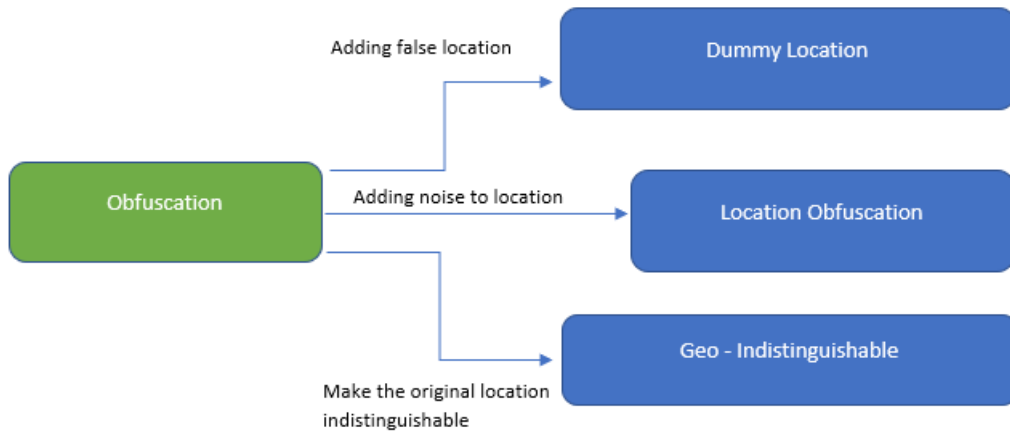 Adding false location
Dummy Location
Obfuscation
Adding noise to location
Location Obfuscation
Geo - Indistinguishable
Make the original location
indistinguishable